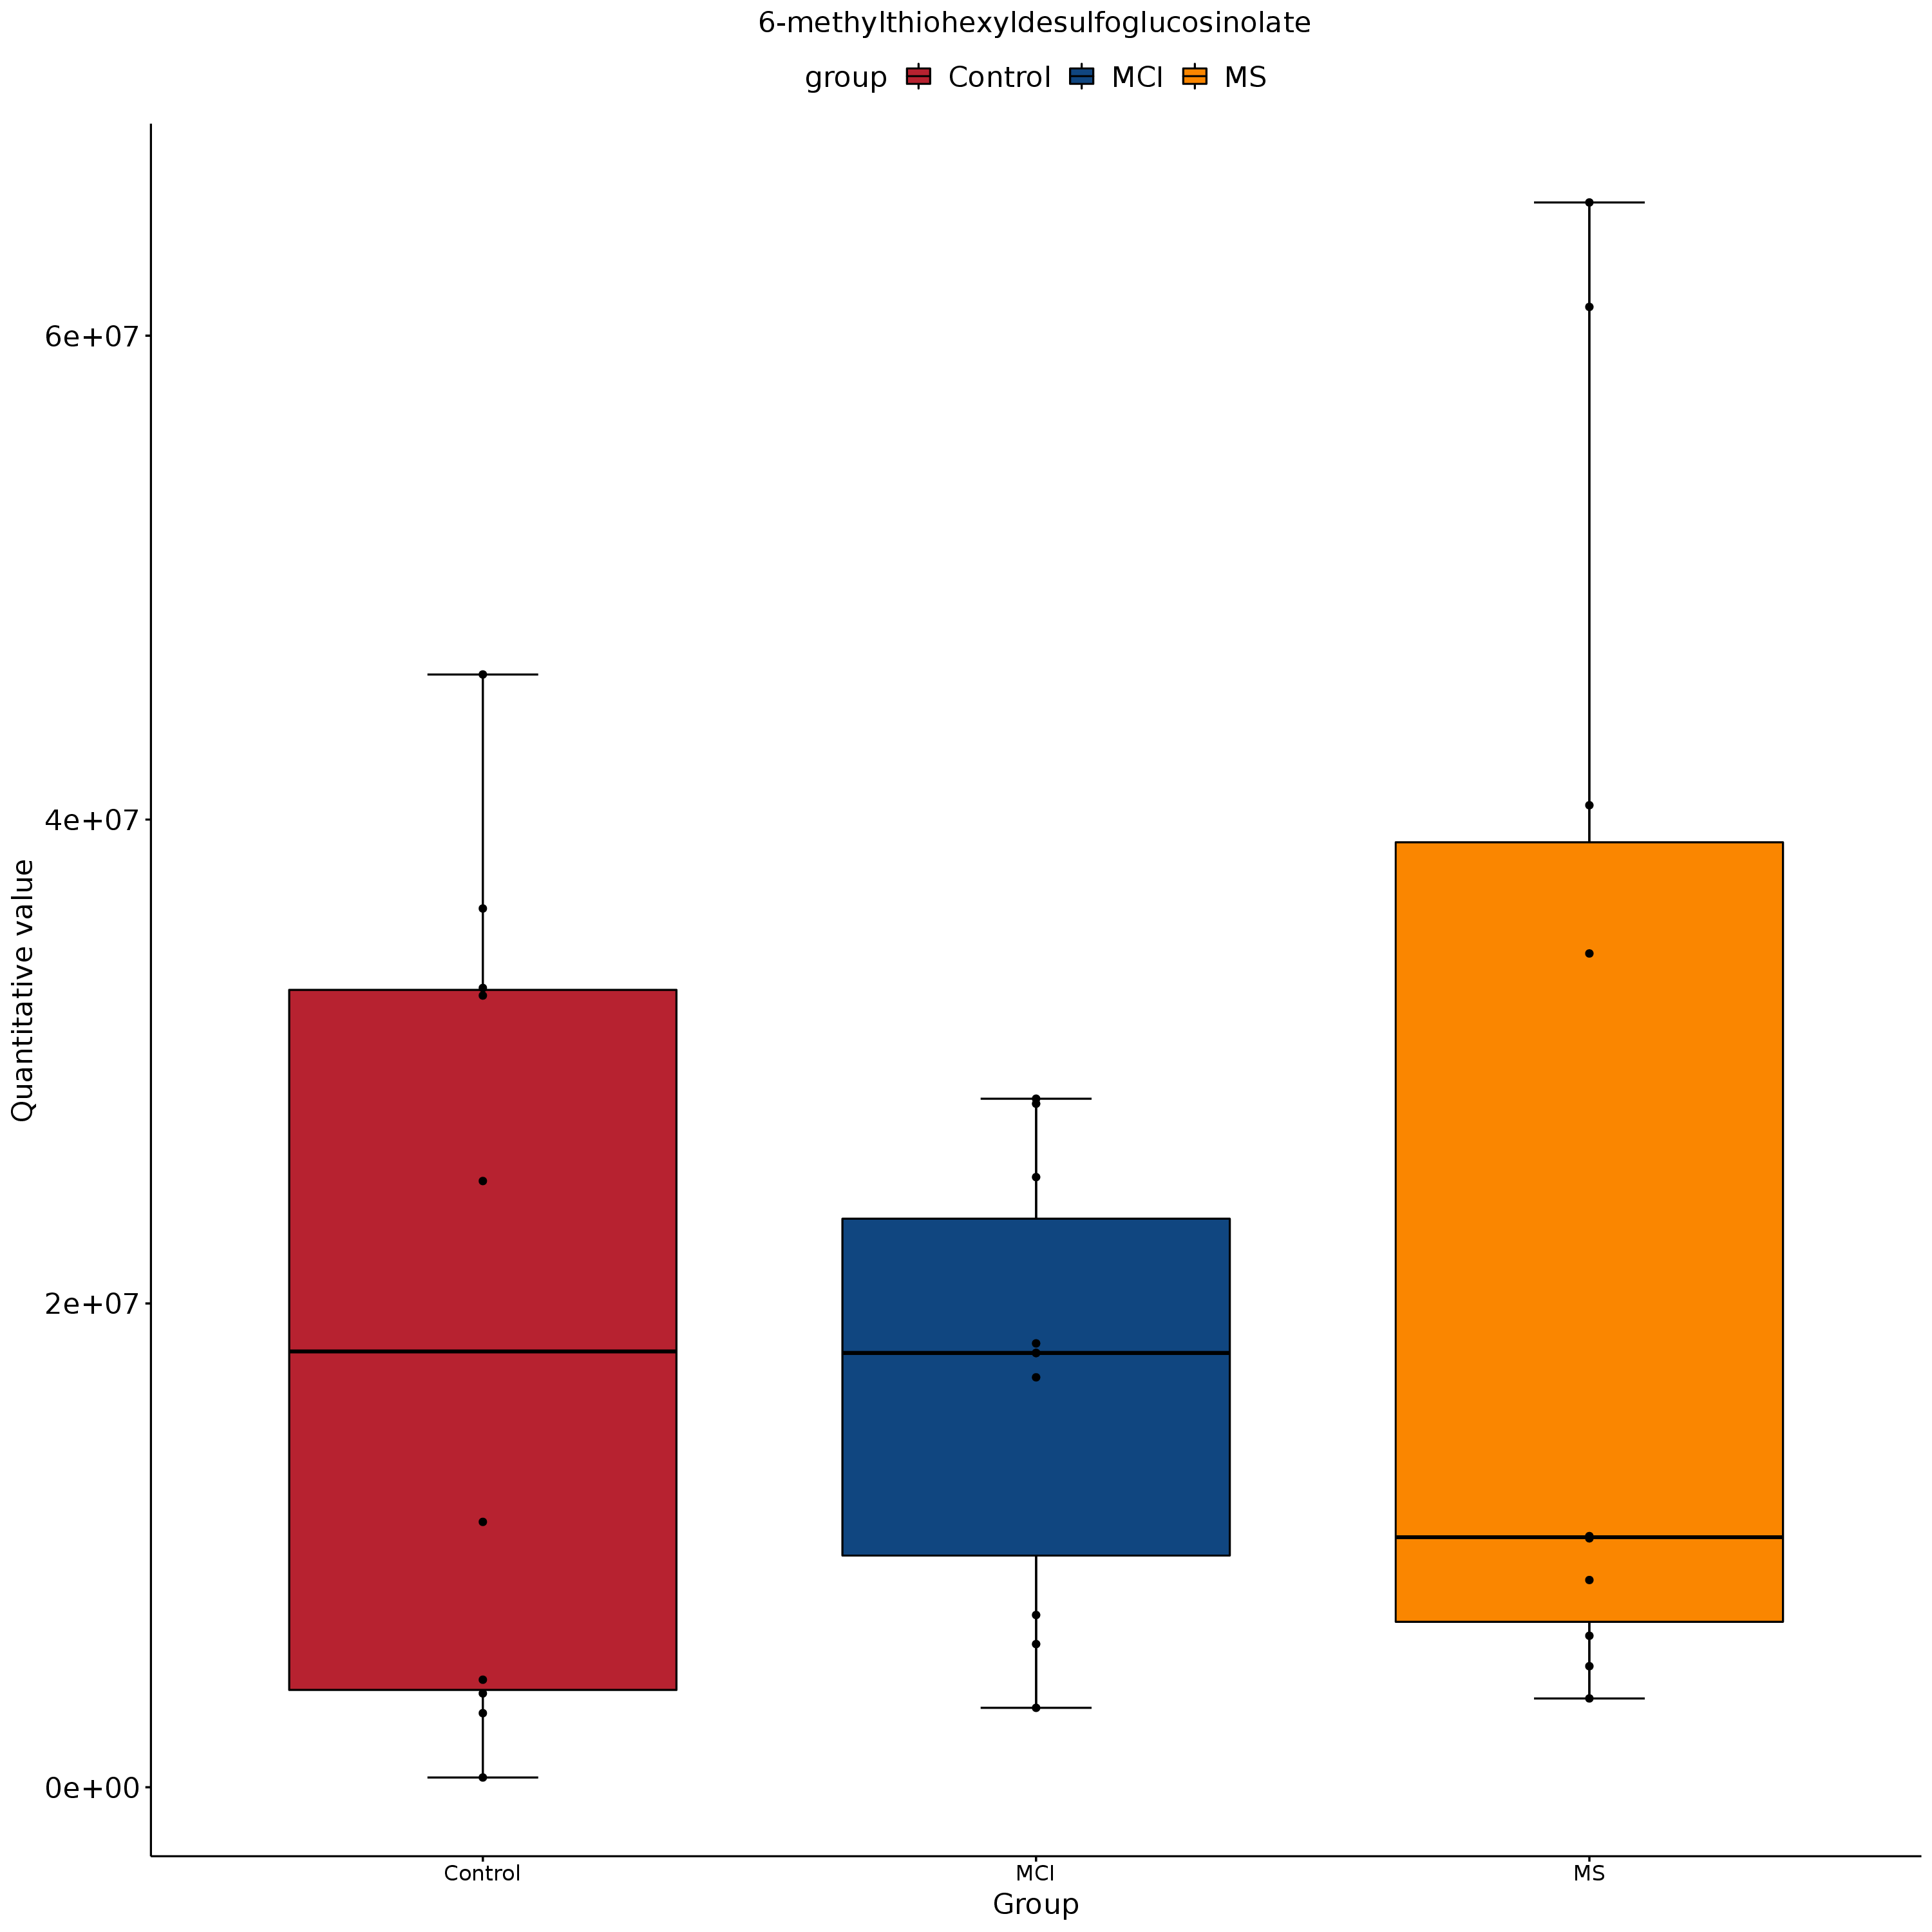 6-methylthiohexyldesulfoglucosinolate
group Control MCI MS
Quantitative value
6e+07
4e+07
2e+07
0e+00
Control MCI MS
Group